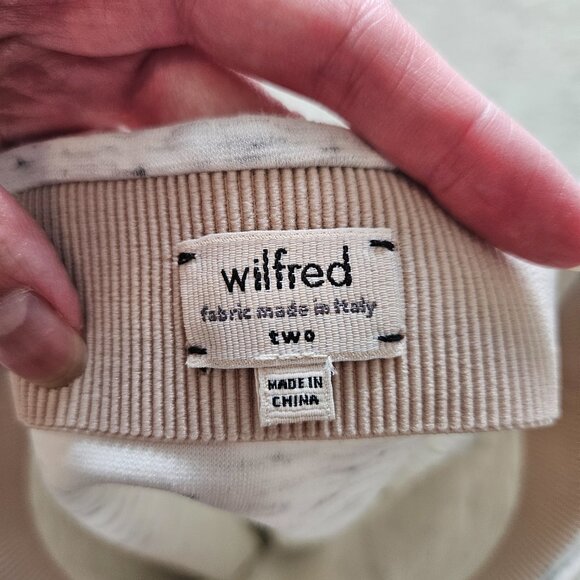 wilfred
fabric made in Italy
two
MADE IN
CHINA